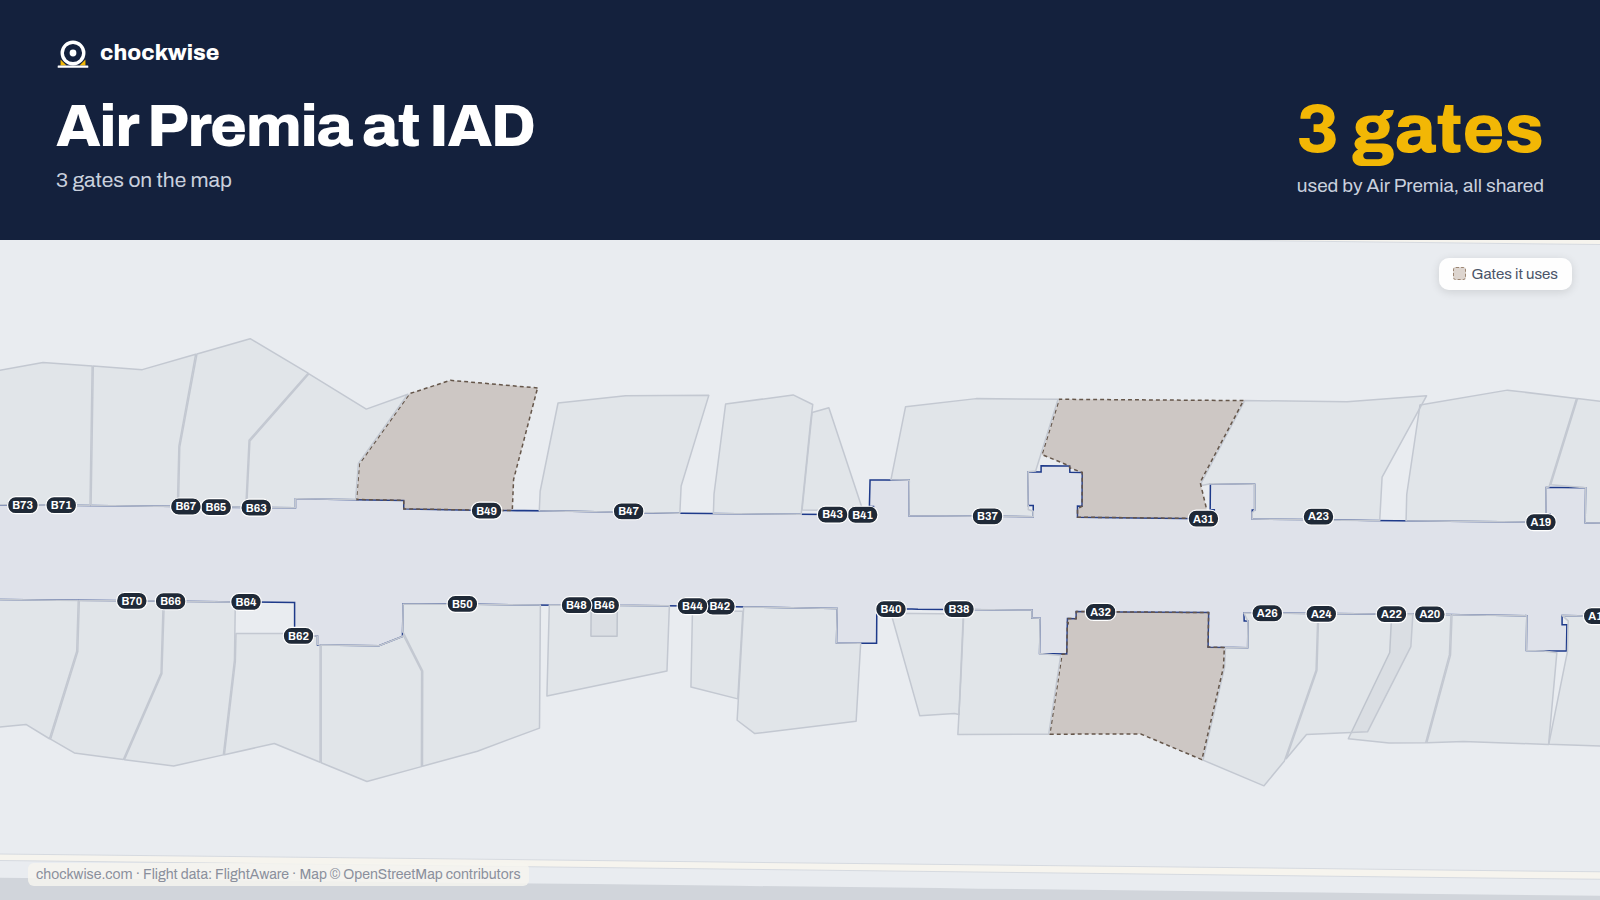 chockwise
Air Premia at IAD
3 gates on the map
3 gates
used by Air Premia, all shared
Gates it uses
B73 B71 B67 B65 B63 B49 B47 B43 B41 B37 A31 A23 A19
B70 B66 B64 B62 B50 B48 B46 B44 B42 B40 B38 A32 A26 A24 A22 A20
chockwise.com · Flight data: FlightAware · Map © OpenStreetMap contributors